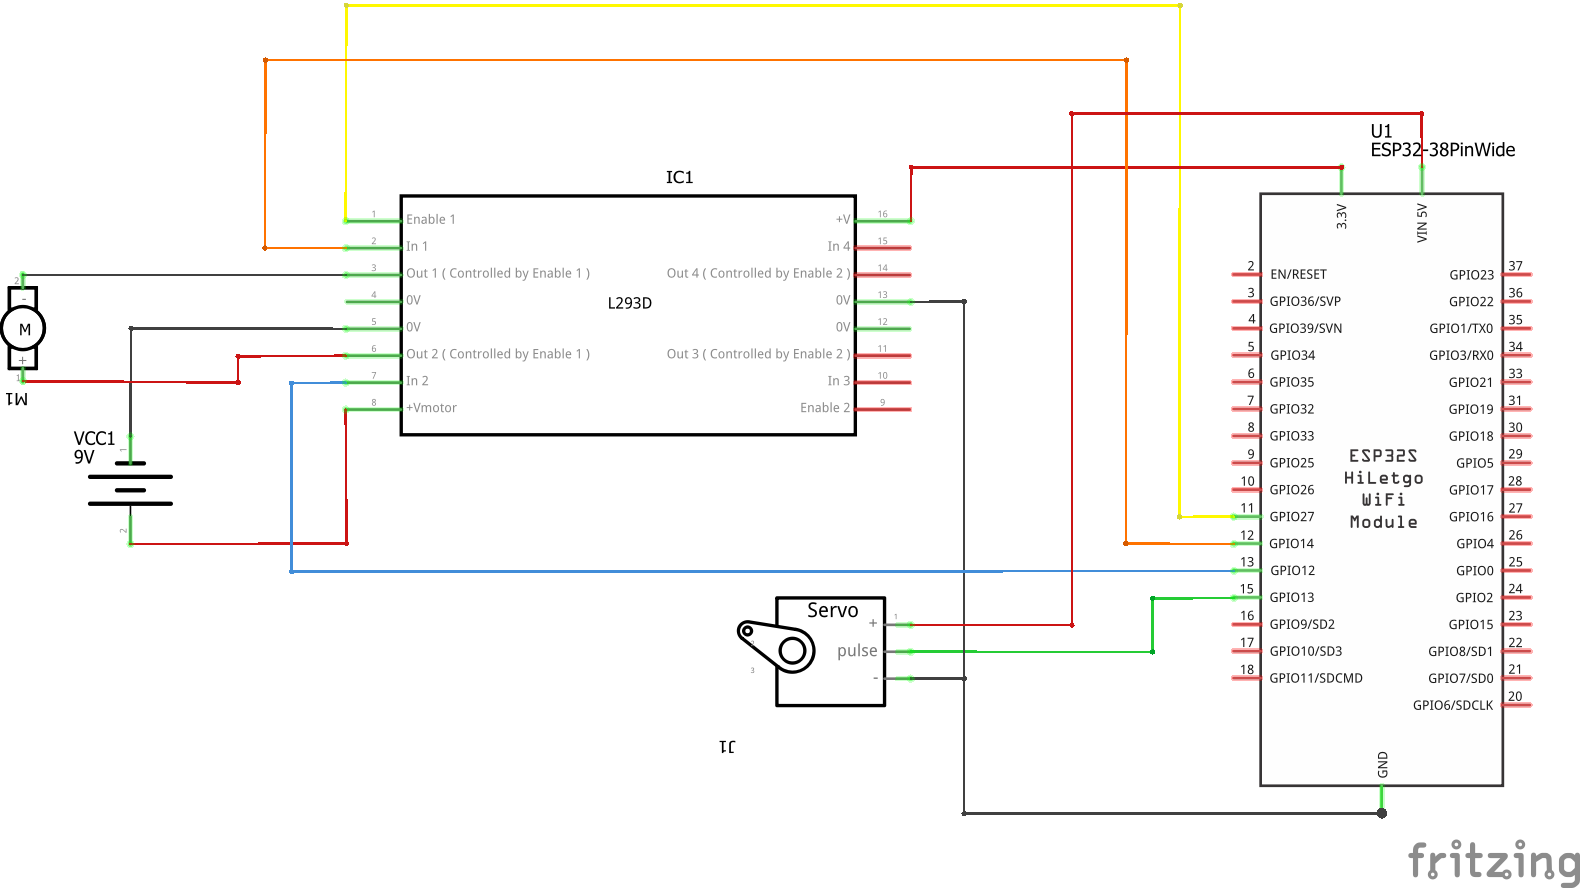 U1
ESP32-38PinWide
IC1
L293D
1 Enable 1
2 In 1
3 Out 1 ( Controlled by Enable 1 )
4 0V
5 0V
6 Out 2 ( Controlled by Enable 1 )
7 In 2
8 +Vmotor
+V 16
In 4 15
Out 4 ( Controlled by Enable 2 ) 14
0V 13
0V 12
Out 3 ( Controlled by Enable 2 ) 11
In 3 10
Enable 2 9
2
-
M
+
1
M1
VCC1
9V
1
2
Servo
+ 1
pulse
-
3
J1
3.3V
VIN 5V
2 EN/RESET
3 GPIO36/SVP
4 GPIO39/SVN
5 GPIO34
6 GPIO35
7 GPIO32
8 GPIO33
9 GPIO25
10 GPIO26
11 GPIO27
12 GPIO14
13 GPIO12
15 GPIO13
16 GPIO9/SD2
17 GPIO10/SD3
18 GPIO11/SDCMD
ESP32S
HiLetgo
WiFi
Module
GPIO23 37
GPIO22 36
GPIO1/TX0 35
GPIO3/RX0 34
GPIO21 33
GPIO19 31
GPIO18 30
GPIO5 29
GPIO17 28
GPIO16 27
GPIO4 26
GPIO0 25
GPIO2 24
GPIO15 23
GPIO8/SD1 22
GPIO7/SD0 21
GPIO6/SDCLK 20
GND
fritzing